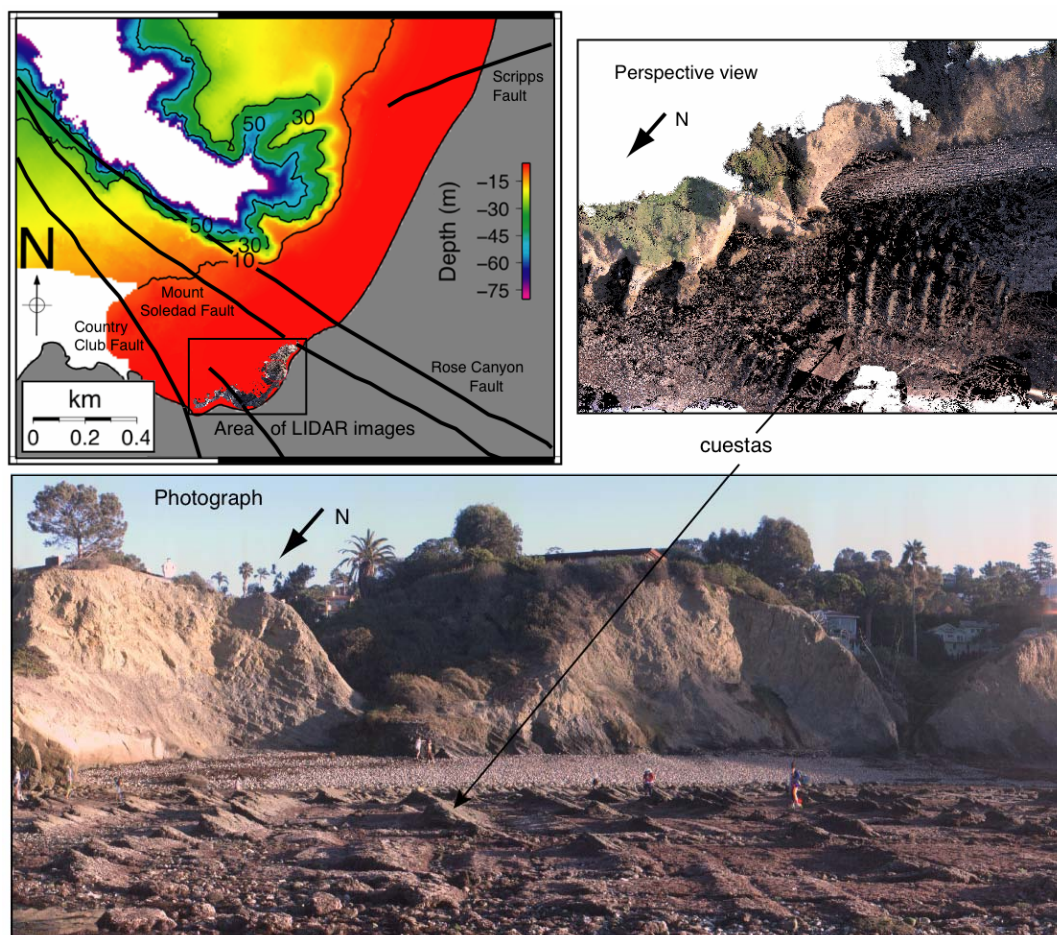 Scripps
Fault
50
30
Depth (m)
−15
−30
−45
−60
−75
50
30
10
N
Mount
Soledad Fault
Country
Club Fault
Rose Canyon
Fault
km
0 0.2 0.4
Area of LIDAR images
Perspective view
N
cuestas
Photograph
N